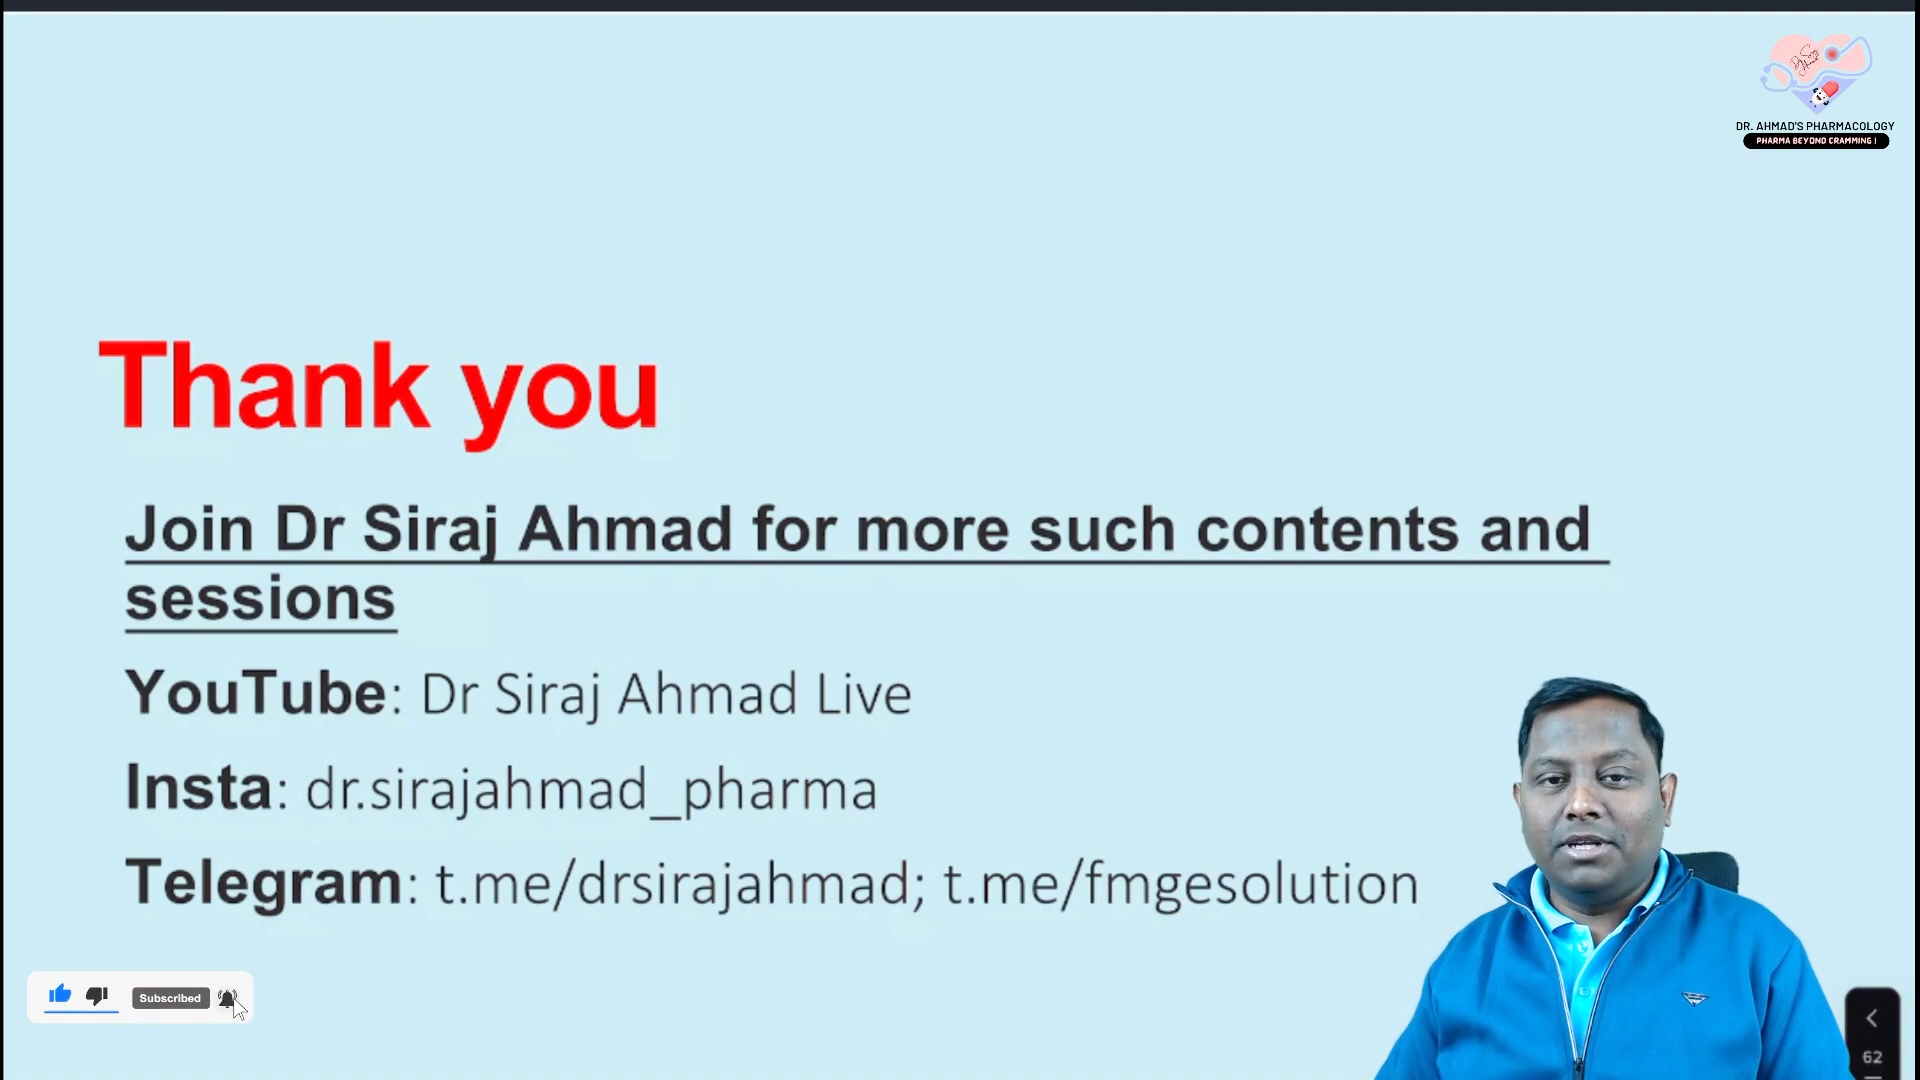 DR. AHMAD'S PHARMACOLOGY
PHARMA BEYOND CRAMMING !
Thank you
Join Dr Siraj Ahmad for more such contents and
sessions
YouTube: Dr Siraj Ahmad Live
Insta: dr.sirajahmad_pharma
Telegram: t.me/drsirajahmad; t.me/fmgesolution
Subscribed
62